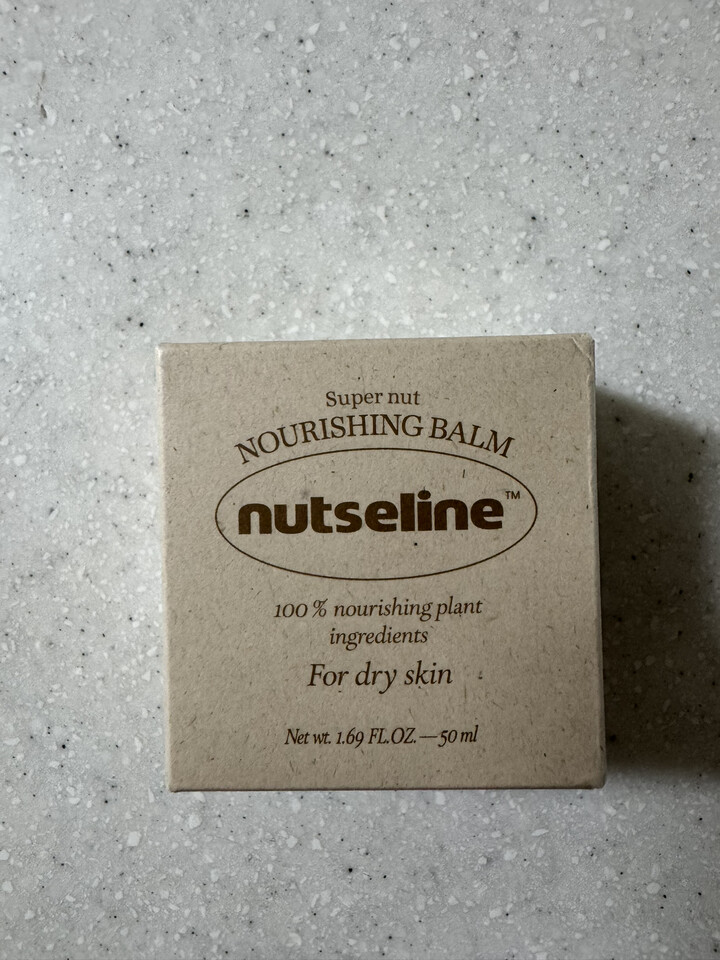 Super nut
NOURISHING BALM
nutseline™
100 % nourishing plant
ingredients
For dry skin
Net wt. 1.69 FL.OZ. — 50 ml